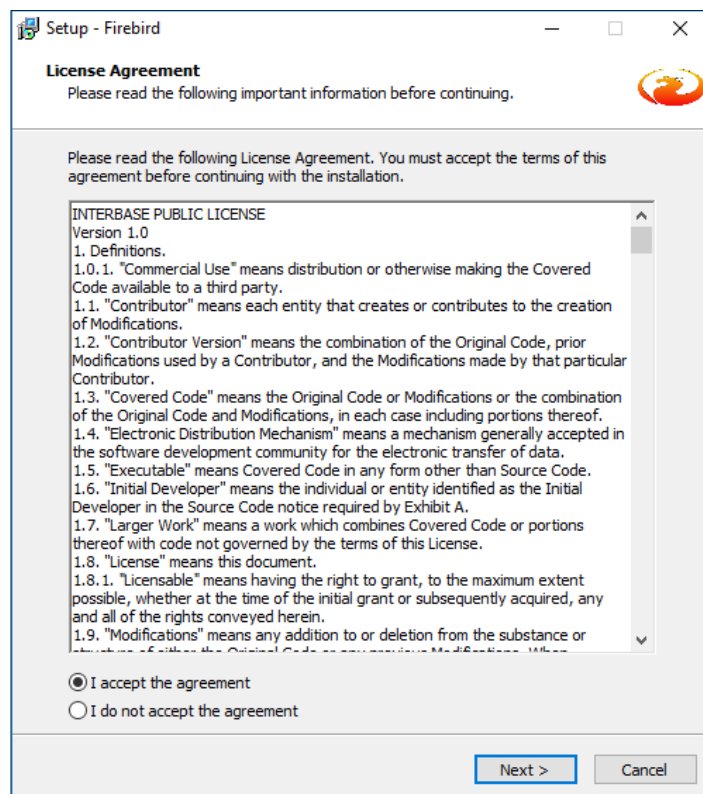 Setup - Firebird
License Agreement
Please read the following important information before continuing.
Please read the following License Agreement. You must accept the terms of this
agreement before continuing with the installation.
INTERBASE PUBLIC LICENSE
Version 1.0
1. Definitions.
1.0.1. "Commercial Use" means distribution or otherwise making the Covered
Code available to a third party.
1.1. "Contributor" means each entity that creates or contributes to the creation
of Modifications.
1.2. "Contributor Version" means the combination of the Original Code, prior
Modifications used by a Contributor, and the Modifications made by that particular
Contributor.
1.3. "Covered Code" means the Original Code or Modifications or the combination
of the Original Code and Modifications, in each case including portions thereof.
1.4. "Electronic Distribution Mechanism" means a mechanism generally accepted in
the software development community for the electronic transfer of data.
1.5. "Executable" means Covered Code in any form other than Source Code.
1.6. "Initial Developer" means the individual or entity identified as the Initial
Developer in the Source Code notice required by Exhibit A.
1.7. "Larger Work" means a work which combines Covered Code or portions
thereof with code not governed by the terms of this License.
1.8. "License" means this document.
1.8.1. "Licensable" means having the right to grant, to the maximum extent
possible, whether at the time of the initial grant or subsequently acquired, any
and all of the rights conveyed herein.
1.9. "Modifications" means any addition to or deletion from the substance or
structure of either the Original Code or any previous Modifications. When
I accept the agreement
I do not accept the agreement
Next >
Cancel